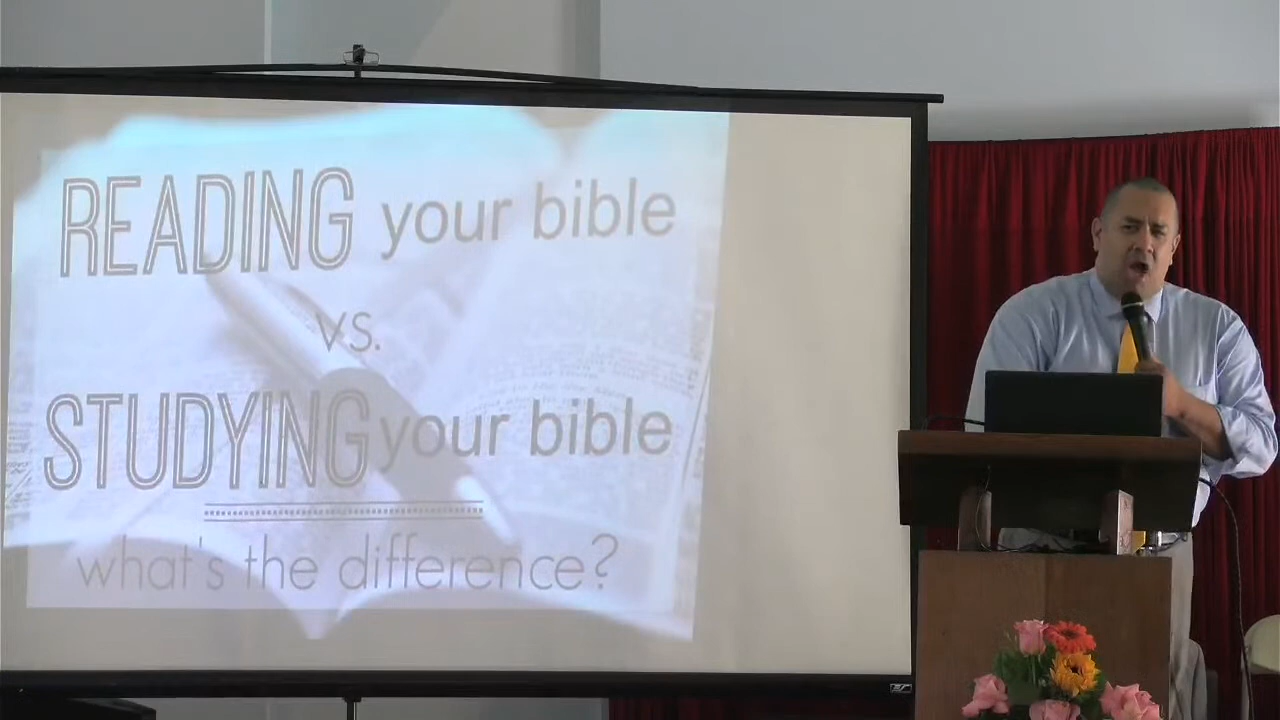 READING your bible
vs.
STUDYING your bible
what's the difference?